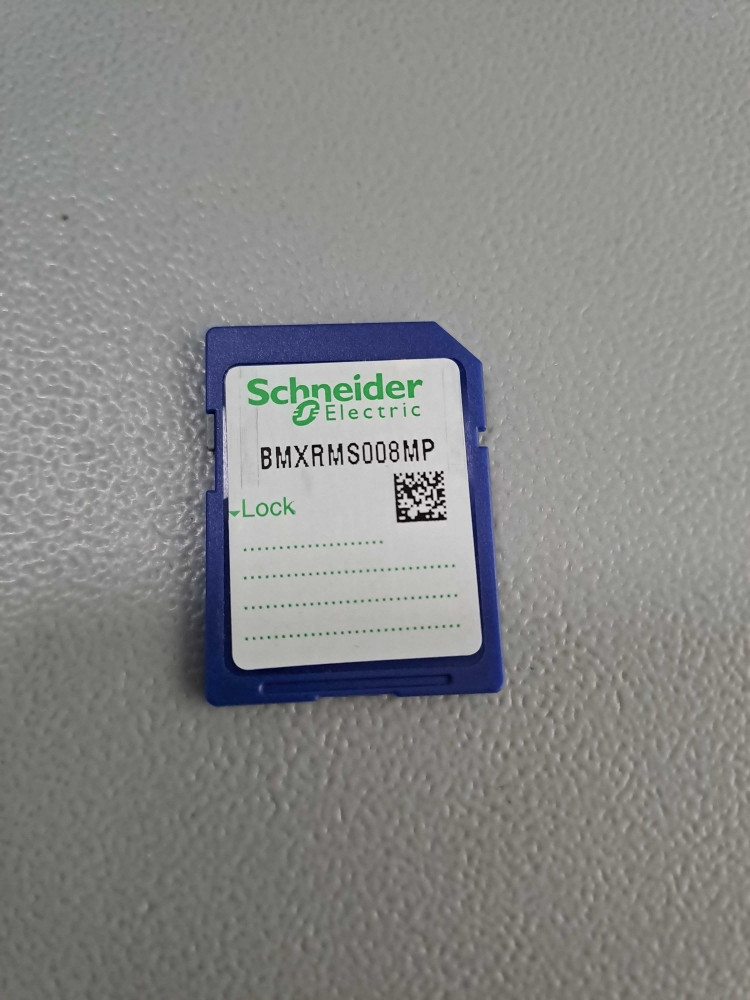 Schneider
Electric
BMXRMS008MP
Lock